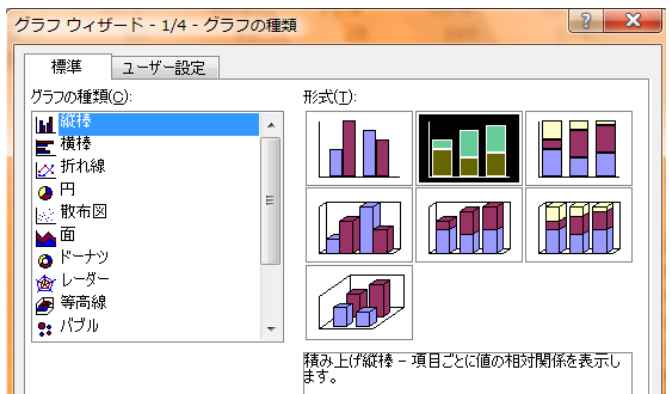 グラフ ウィザード - 1/4 - グラフの種類
標準
ユーザー設定
グラフの種類(C):
形式(T):
縦棒
横棒
折れ線
円
散布図
面
ドーナツ
レーダー
等高線
バブル
積み上げ縦棒 - 項目ごとに値の相対関係を表示し
ます。